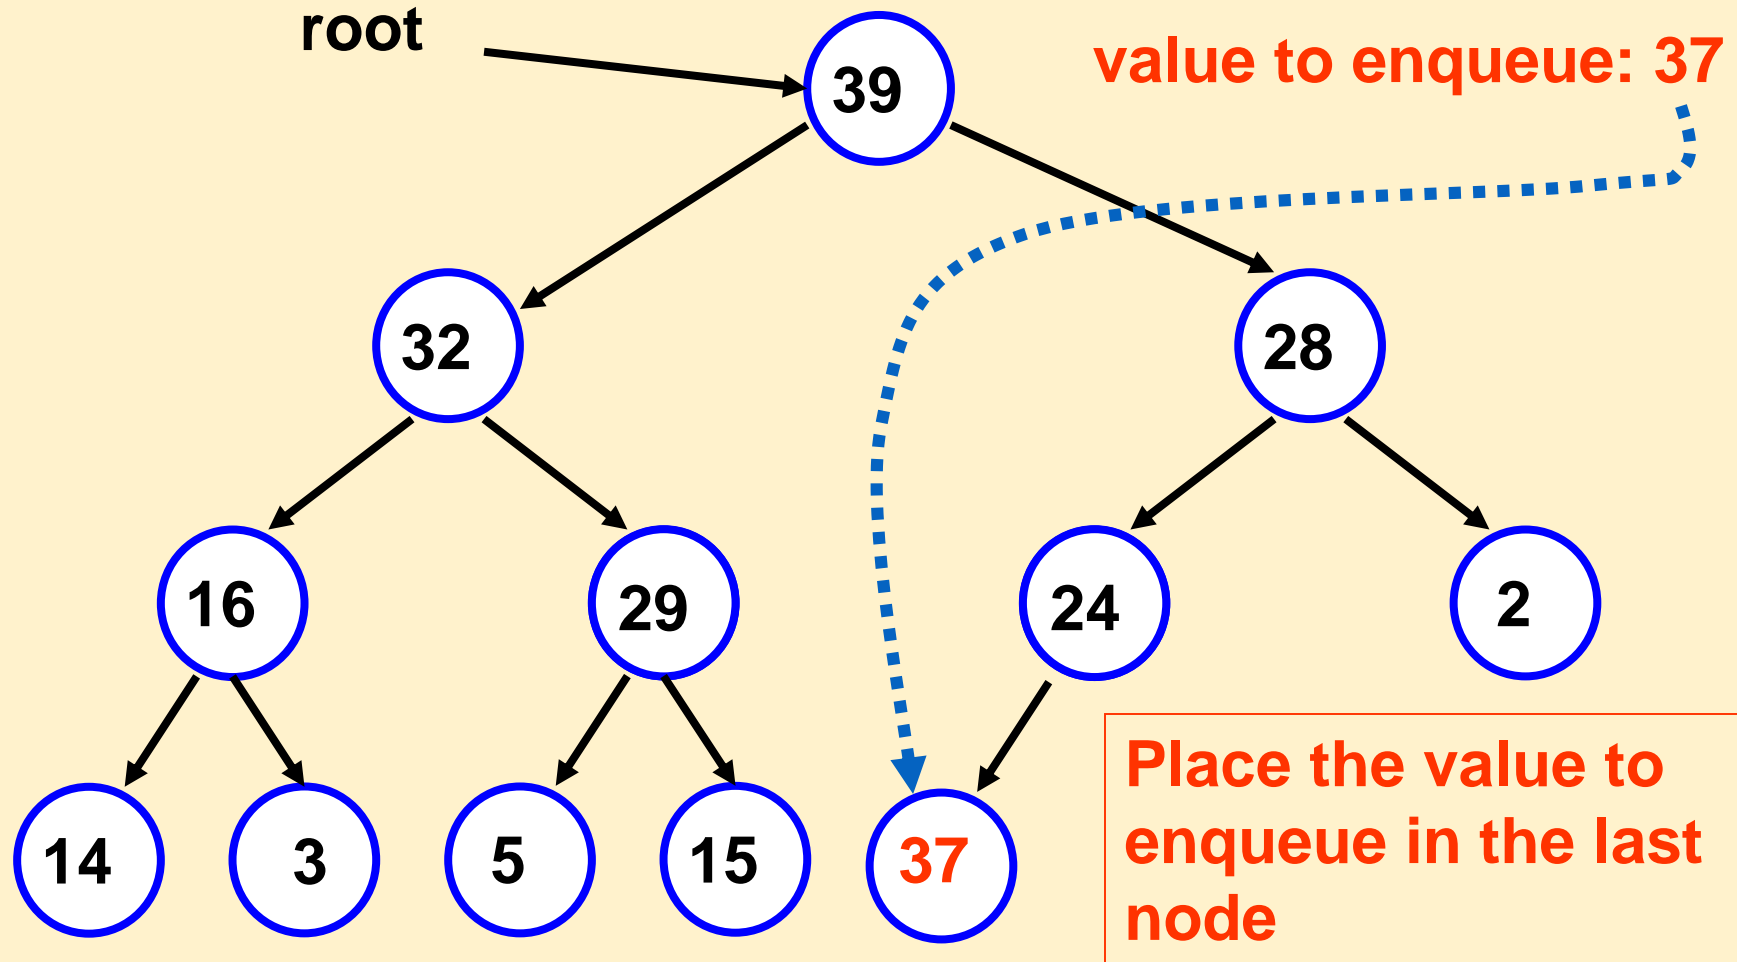 root
39
value to enqueue: 37
32
28
16
29
24
2
14
3
5
15
37
Place the value to
enqueue in the last
node